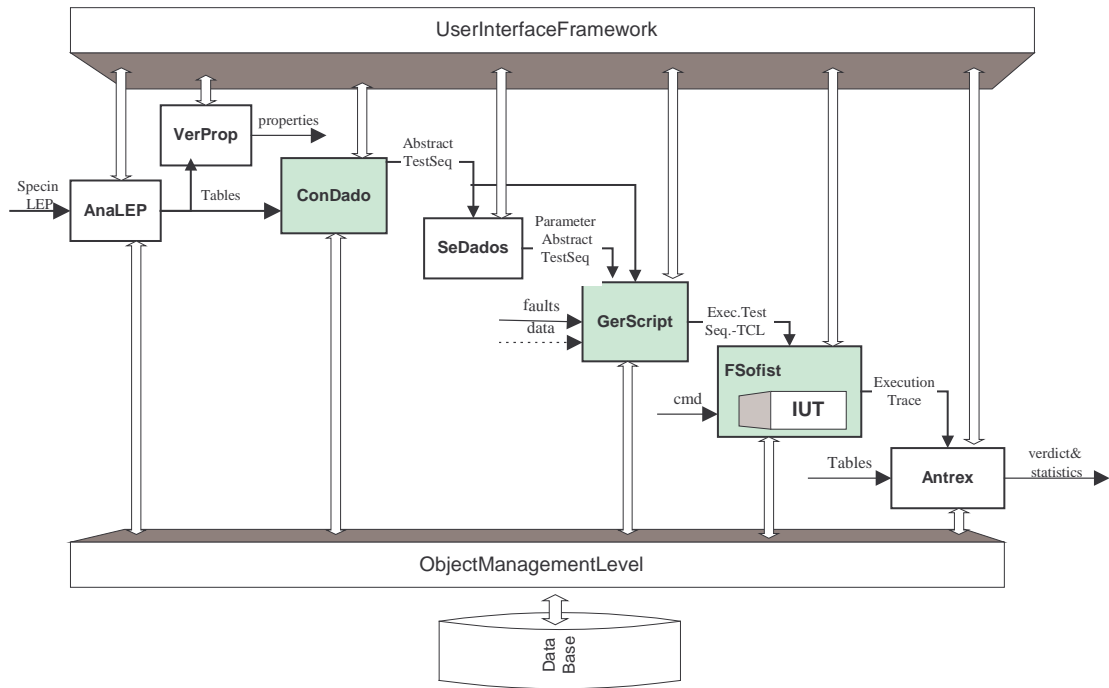 UserInterfaceFramework
VerProp
properties
Abstract
TestSeq
Specin
LEP
AnaLEP
Tables
ConDado
SeDados
Parameter
Abstract
TestSeq
faults
data
GerScript
Exec.Test
Seq.-TCL
FSofist
IUT
cmd
Execution
Trace
Tables
Antrex
verdict&
statistics
ObjectManagementLevel
Data
Base